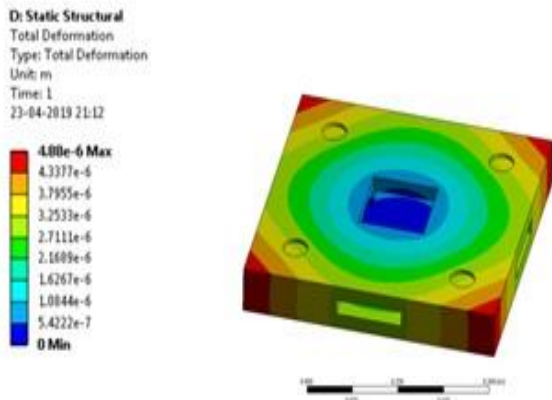 D: Static Structural
Total Deformation
Type: Total Deformation
Unit: m
Time: 1
23-04-2019 21:12
4.88e-6 Max
4.3377e-6
3.7955e-6
3.2533e-6
2.7111e-6
2.1689e-6
1.6267e-6
1.0844e-6
5.4222e-7
0 Min